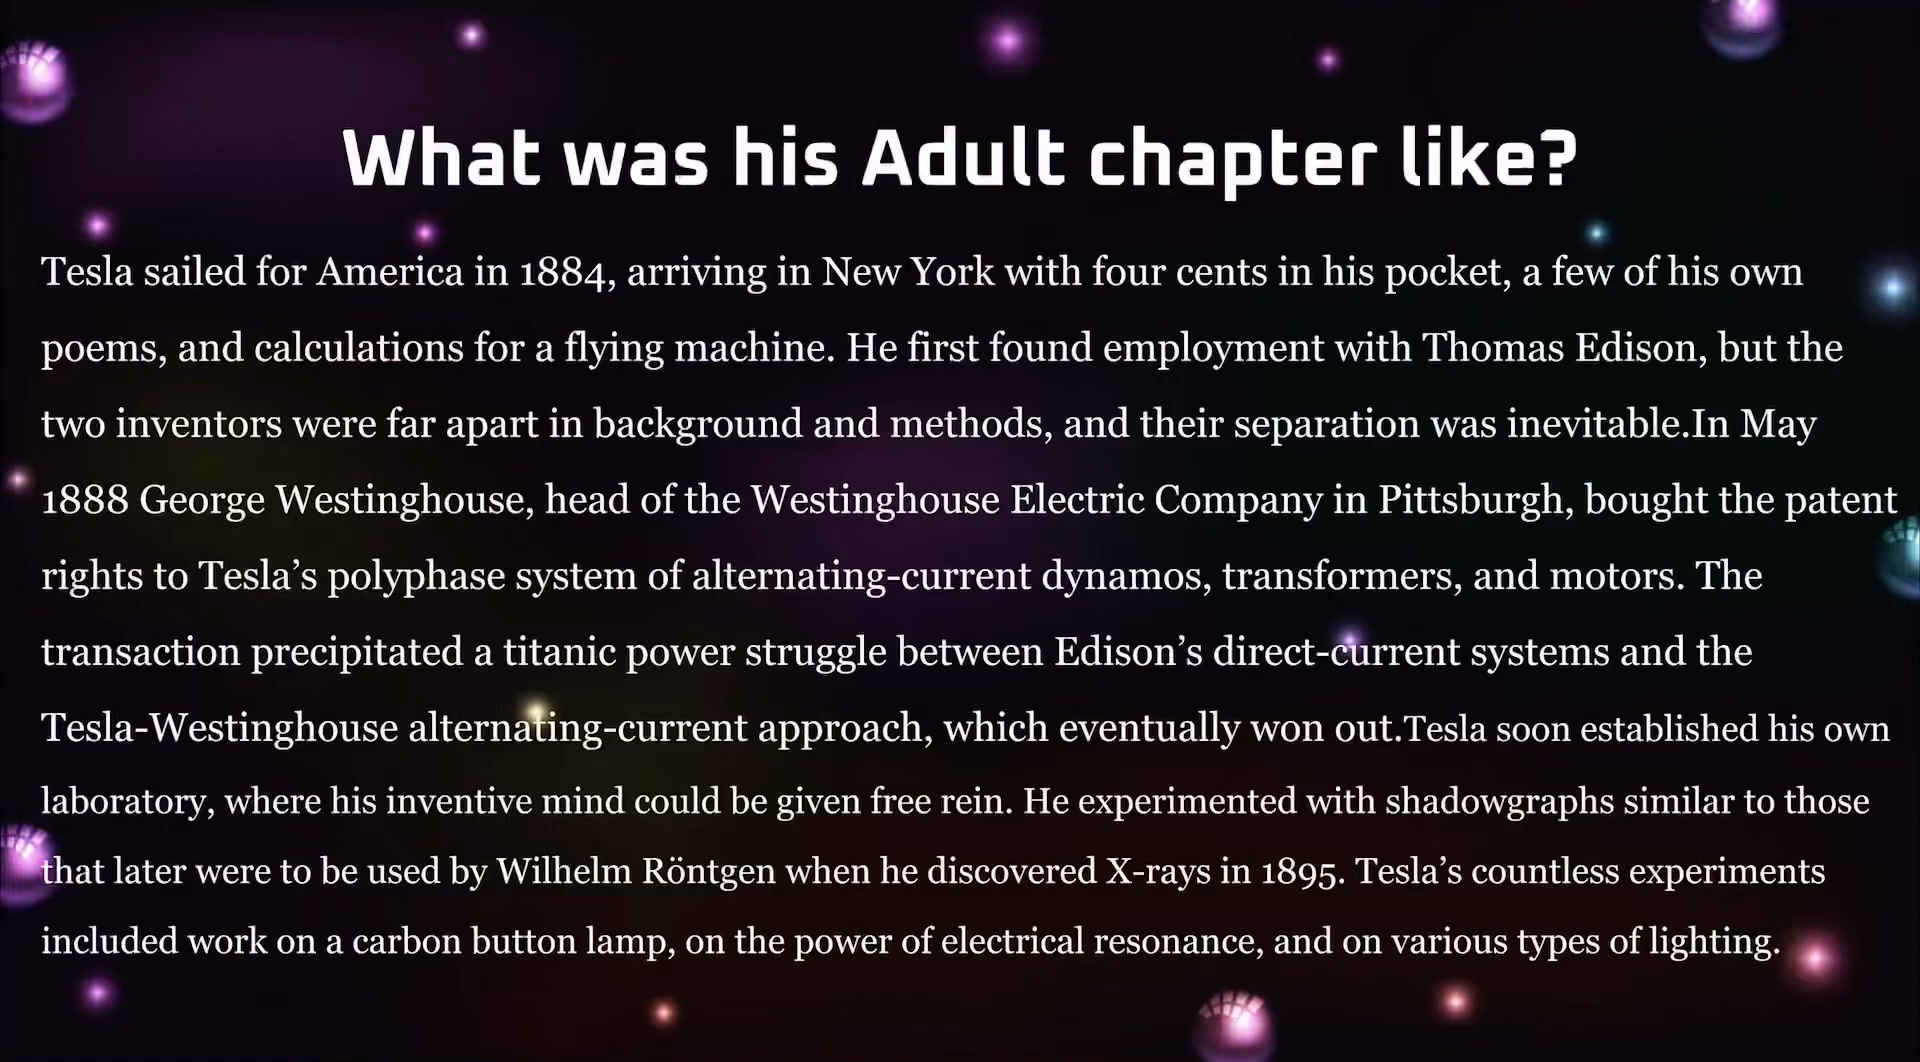 What was his Adult chapter like?
Tesla sailed for America in 1884, arriving in New York with four cents in his pocket, a few of his own
poems, and calculations for a flying machine. He first found employment with Thomas Edison, but the
two inventors were far apart in background and methods, and their separation was inevitable.In May
1888 George Westinghouse, head of the Westinghouse Electric Company in Pittsburgh, bought the patent
rights to Tesla’s polyphase system of alternating-current dynamos, transformers, and motors. The
transaction precipitated a titanic power struggle between Edison’s direct-current systems and the
Tesla-Westinghouse alternating-current approach, which eventually won out.Tesla soon established his own
laboratory, where his inventive mind could be given free rein. He experimented with shadowgraphs similar to those
that later were to be used by Wilhelm Röntgen when he discovered X-rays in 1895. Tesla’s countless experiments
included work on a carbon button lamp, on the power of electrical resonance, and on various types of lighting.